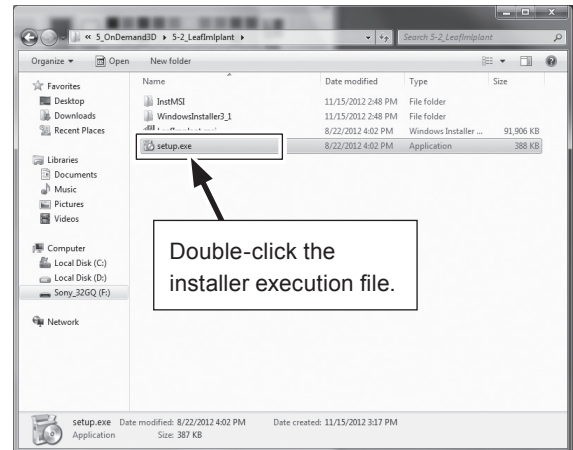 « 5_OnDemand3D ▸ 5-2_LeafImlplant ▸
Search 5-2_LeafImlplant
Organize ▾ Open New folder
Favorites
Desktop
Downloads
Recent Places
Libraries
Documents
Music
Pictures
Videos
Computer
Local Disk (C:)
Local Disk (D:)
Sony_32GQ (F:)
Network
Name Date modified Type Size
InstMSI 11/15/2012 2:48 PM File folder
WindowsInstaller3_1 11/15/2012 2:48 PM File folder
8/22/2012 4:02 PM Windows Installer ... 91,906 KB
setup.exe 8/22/2012 4:02 PM Application 388 KB
Double-click the
installer execution file.
setup.exe Date modified: 8/22/2012 4:02 PM Date created: 11/15/2012 3:17 PM
Application Size: 387 KB